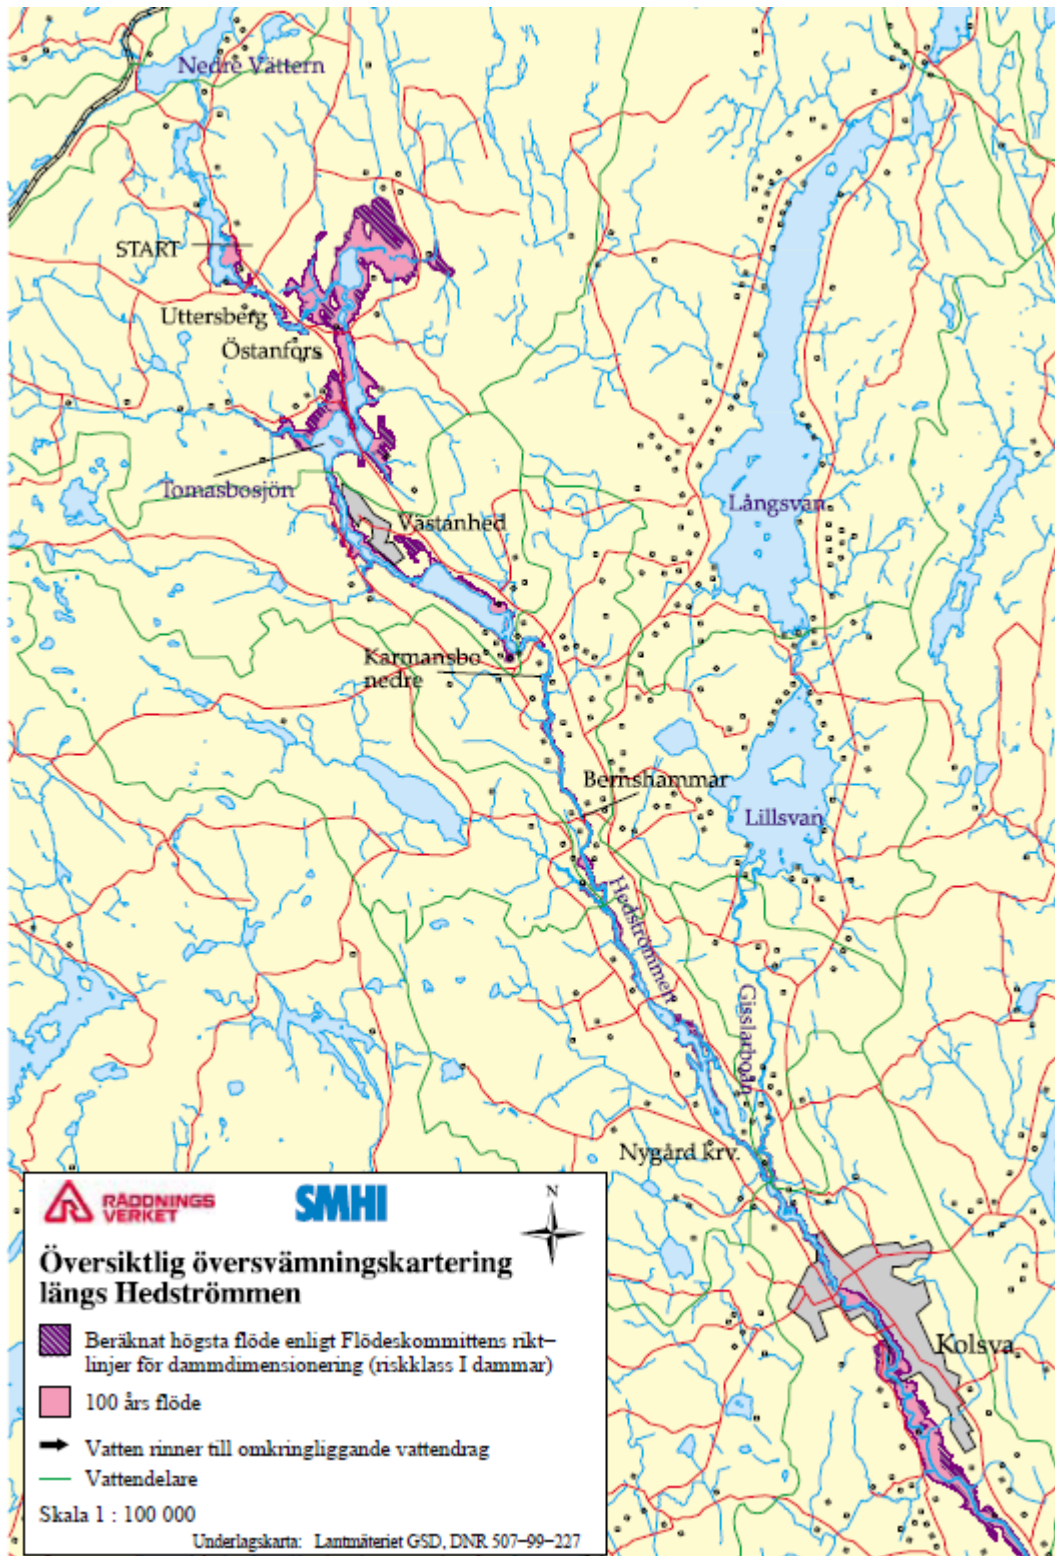 Nedre Vättern
START
Uttersberg
Östanfors
Tomasbosjön
Västanhed
Långsvan
Karmansbo
nedre
Bernshammar
Lillsvan
Hedströmmen
Gisslarboån
Nygård krv.
Kolsva
RÄDDNINGS
VERKET
SMHI
N
Översiktlig översvämningskartering
längs Hedströmmen
Beräknat högsta flöde enligt Flödeskommittens rikt–
linjer för dammdimensionering (riskklass I dammar)
100 års flöde
Vatten rinner till omkringliggande vattendrag
Vattendelare
Skala 1 : 100 000
Underlagskarta: Lantmäteriet GSD, DNR 507–99–227